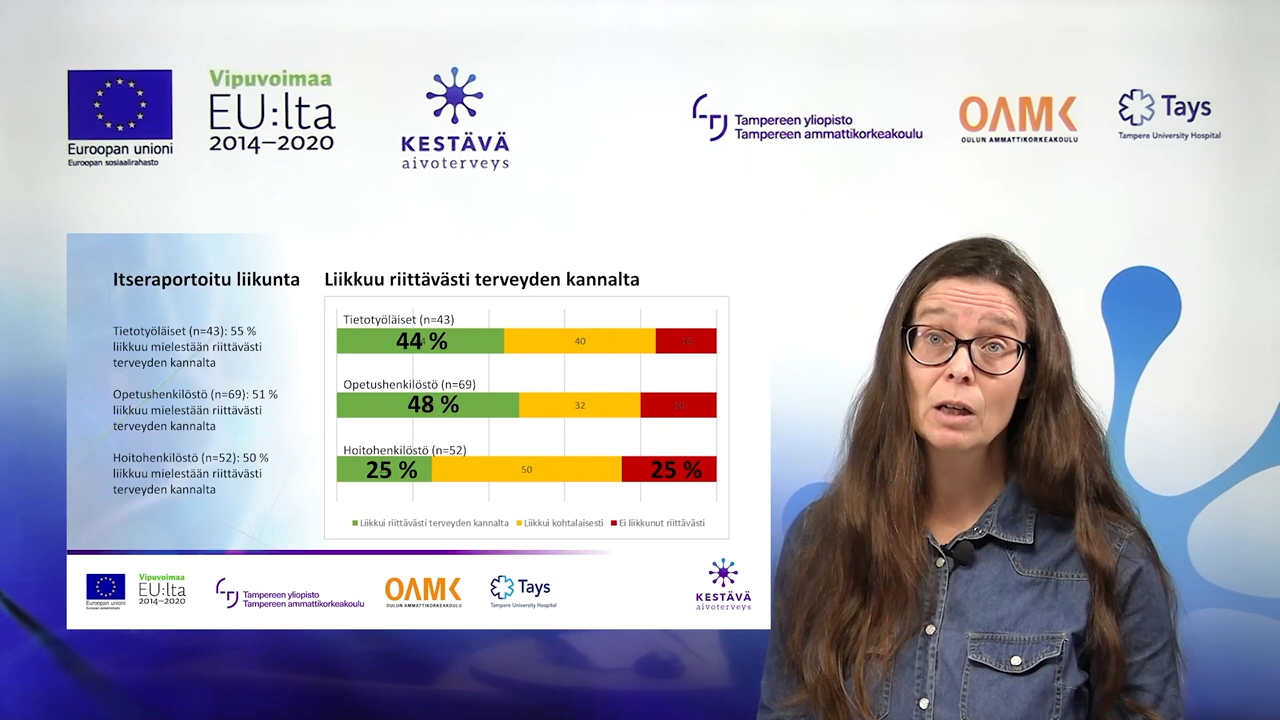 Euroopan unioni
Euroopan sosiaalirahasto
Vipuvoimaa
EU:lta
2014–2020
KESTÄVÄ
aivoterveys
Tampereen yliopisto
Tampereen ammattikorkeakoulu
OAMK
OULUN AMMATTIKORKEAKOULU
Tays
Tampere University Hospital
Itseraportoitu liikunta
Tietotyöläiset (n=43): 55 %
liikkuu mielestään riittävästi
terveyden kannalta
Opetushenkilöstö (n=69): 51 %
liikkuu mielestään riittävästi
terveyden kannalta
Hoitohenkilöstö (n=52): 50 %
liikkuu mielestään riittävästi
terveyden kannalta
Liikkuu riittävästi terveyden kannalta
Tietotyöläiset (n=43)
44 % 40 16
Opetushenkilöstö (n=69)
48 % 32 20
Hoitohenkilöstö (n=52)
25 % 50 25 %
Liikkui riittävästi terveyden kannalta Liikkui kohtalaisesti Ei liikkunut riittävästi
Euroopan unioni
Vipuvoimaa
EU:lta
2014–2020
Tampereen yliopisto
Tampereen ammattikorkeakoulu
OAMK
OULUN AMMATTIKORKEAKOULU
Tays
Tampere University Hospital
KESTÄVÄ
aivoterveys